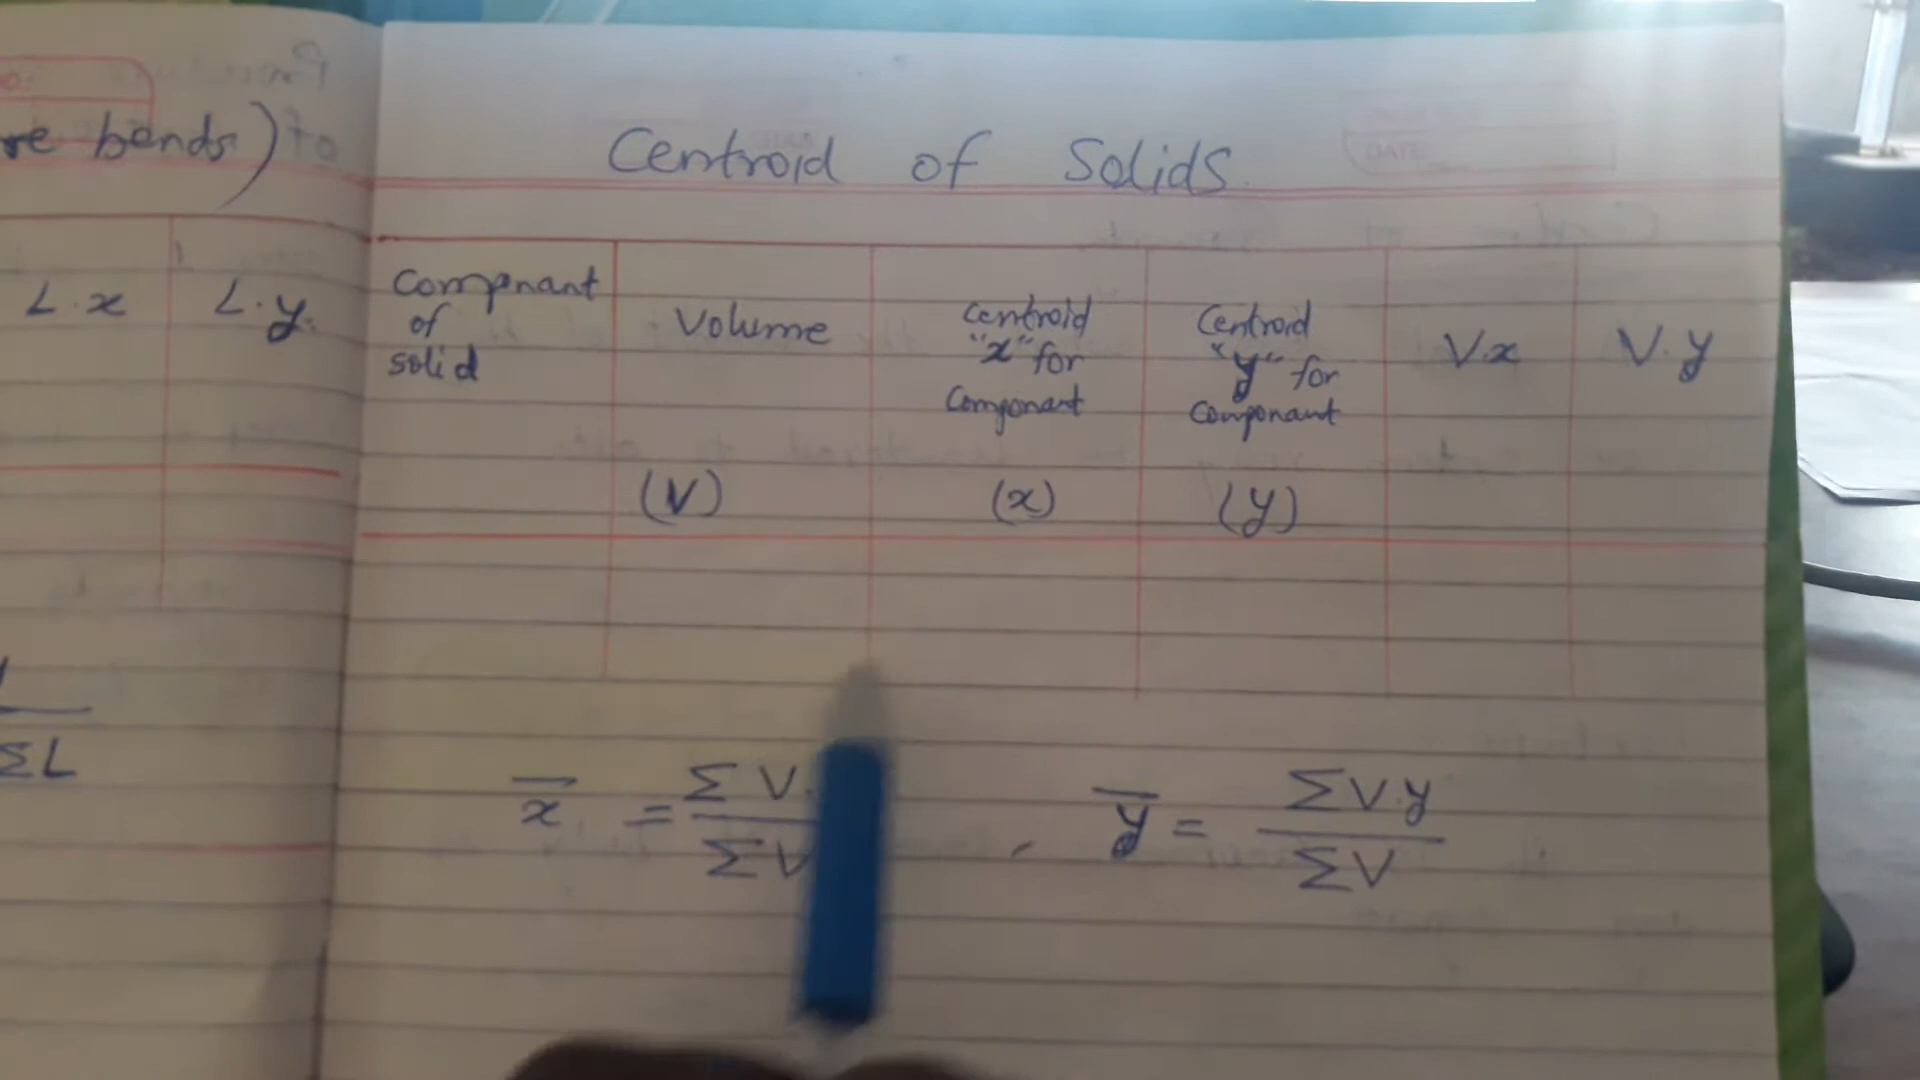 re bends)
L.x
L.y
ΣL
Centroid of Solids.
Componant
of
solid
Volume
(V)
Centroid
"x" for
Componant
(x)
Centroid
"y" for
Componant
(y)
V.x
V.y
x̄ = ΣV.
ΣV
, ȳ = ΣV.y
ΣV
DATE